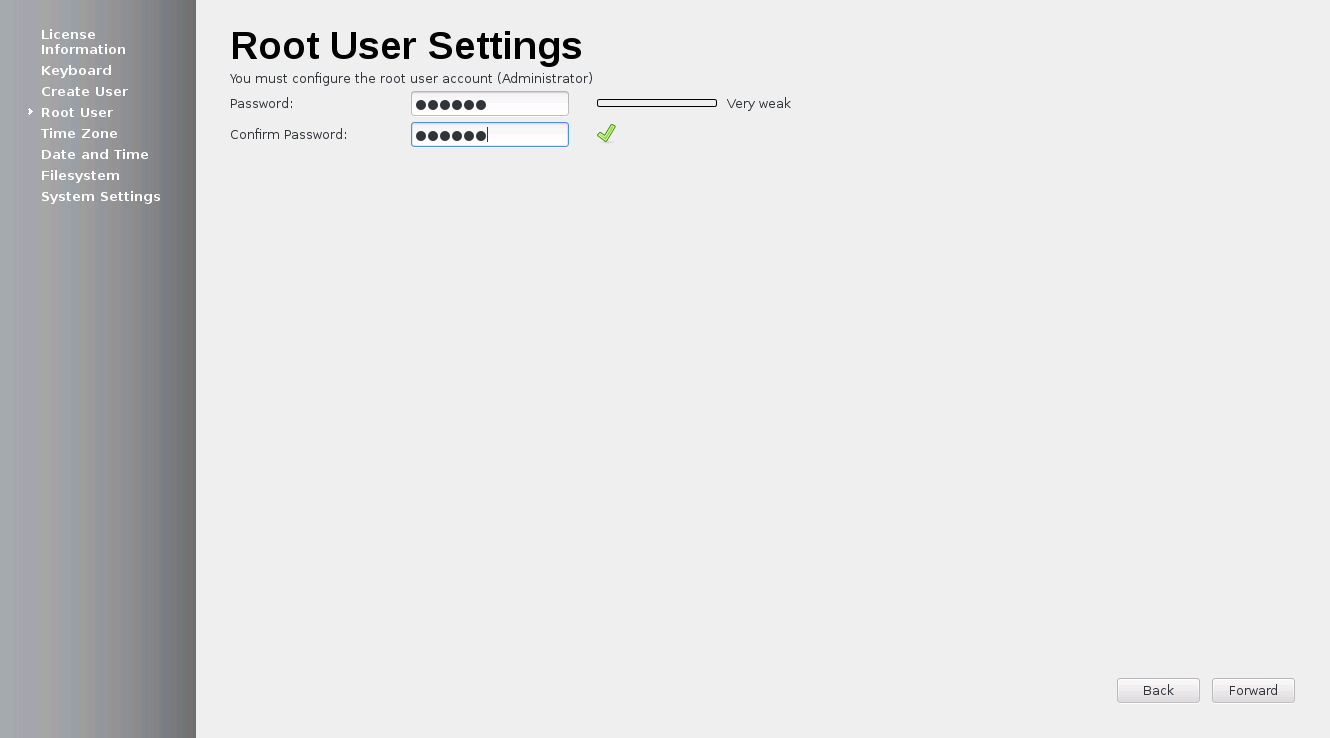 License
Information
Keyboard
Create User
Root User
Time Zone
Date and Time
Filesystem
System Settings
Root User Settings
You must configure the root user account (Administrator)
Password: ●●●●●● Very weak
Confirm Password: ●●●●●●
Back Forward